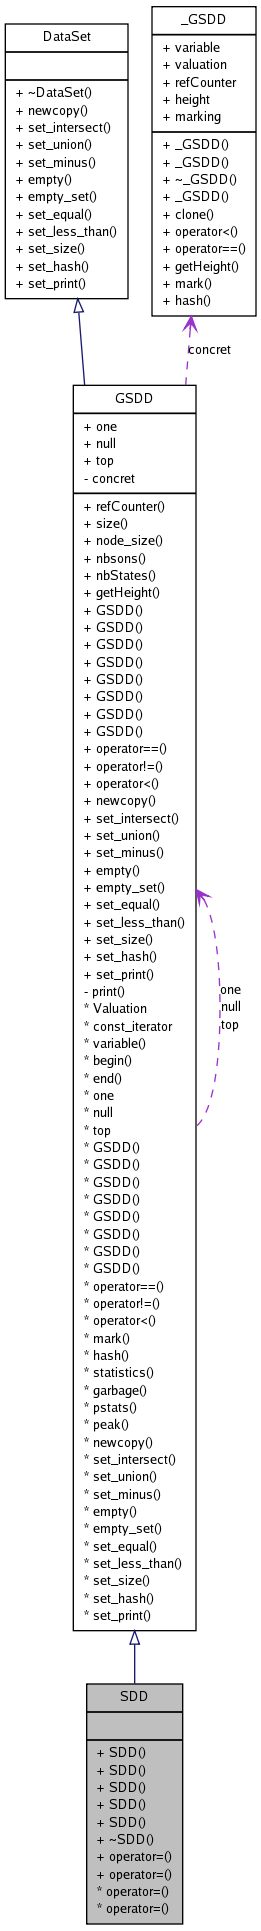 DataSet
+ ~DataSet()
+ newcopy()
+ set_intersect()
+ set_union()
+ set_minus()
+ empty()
+ empty_set()
+ set_equal()
+ set_less_than()
+ set_size()
+ set_hash()
+ set_print()
_GSDD
+ variable
+ valuation
+ refCounter
+ height
+ marking
+ _GSDD()
+ _GSDD()
+ ~_GSDD()
+ _GSDD()
+ clone()
+ operator<()
+ operator==()
+ getHeight()
+ mark()
+ hash()
concret
GSDD
+ one
+ null
+ top
- concret
+ refCounter()
+ size()
+ node_size()
+ nbsons()
+ nbStates()
+ getHeight()
+ GSDD()
+ GSDD()
+ GSDD()
+ GSDD()
+ GSDD()
+ GSDD()
+ GSDD()
+ GSDD()
+ operator==()
+ operator!=()
+ operator<()
+ newcopy()
+ set_intersect()
+ set_union()
+ set_minus()
+ empty()
+ empty_set()
+ set_equal()
+ set_less_than()
+ set_size()
+ set_hash()
+ set_print()
- print()
* Valuation
* const_iterator
* variable()
* begin()
* end()
* one
* null
* top
* GSDD()
* GSDD()
* GSDD()
* GSDD()
* GSDD()
* GSDD()
* GSDD()
* GSDD()
* operator==()
* operator!=()
* operator<()
* mark()
* hash()
* statistics()
* garbage()
* pstats()
* peak()
* newcopy()
* set_intersect()
* set_union()
* set_minus()
* empty()
* empty_set()
* set_equal()
* set_less_than()
* set_size()
* set_hash()
* set_print()
one
null
top
SDD
+ SDD()
+ SDD()
+ SDD()
+ SDD()
+ SDD()
+ ~SDD()
+ operator=()
+ operator=()
* operator=()
* operator=()